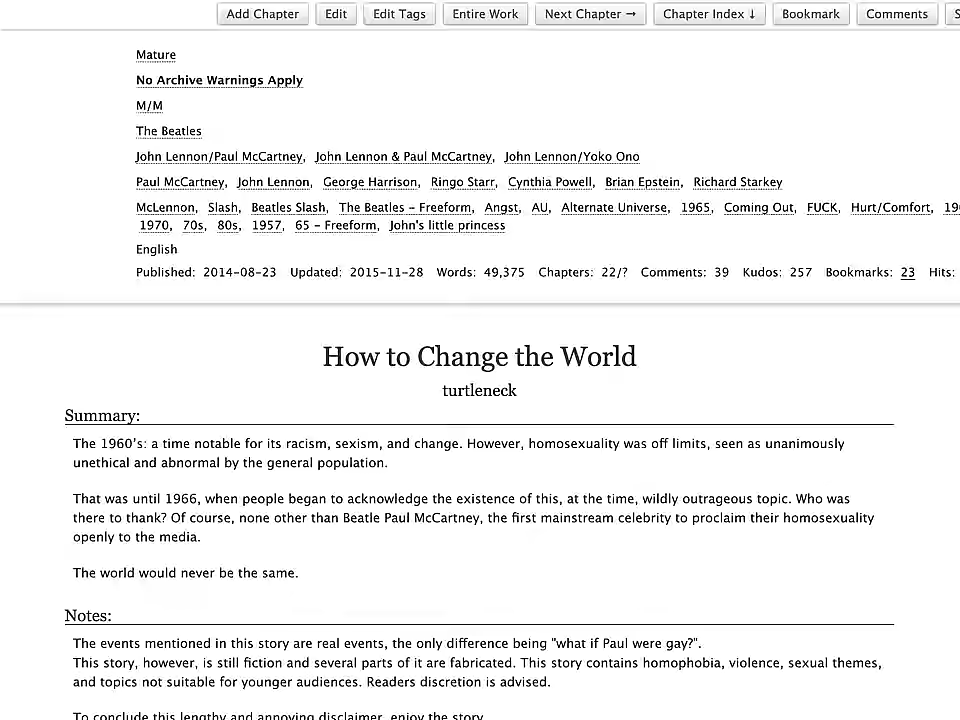 Add Chapter Edit Edit Tags Entire Work Next Chapter → Chapter Index ↓ Bookmark Comments
Mature
No Archive Warnings Apply
M/M
The Beatles
John Lennon/Paul McCartney, John Lennon & Paul McCartney, John Lennon/Yoko Ono
Paul McCartney, John Lennon, George Harrison, Ringo Starr, Cynthia Powell, Brian Epstein, Richard Starkey
McLennon, Slash, Beatles Slash, The Beatles - Freeform, Angst, AU, Alternate Universe, 1965, Coming Out, FUCK, Hurt/Comfort,
1970, 70s, 80s, 1957, 65 - Freeform, John's little princess
English
Published: 2014-08-23 Updated: 2015-11-28 Words: 49,375 Chapters: 22/? Comments: 39 Kudos: 257 Bookmarks: 23 Hits:
How to Change the World
turtleneck
Summary:
The 1960's: a time notable for its racism, sexism, and change. However, homosexuality was off limits, seen as unanimously
unethical and abnormal by the general population.
That was until 1966, when people began to acknowledge the existence of this, at the time, wildly outrageous topic. Who was
there to thank? Of course, none other than Beatle Paul McCartney, the first mainstream celebrity to proclaim their homosexuality
openly to the media.
The world would never be the same.
Notes:
The events mentioned in this story are real events, the only difference being "what if Paul were gay?".
This story, however, is still fiction and several parts of it are fabricated. This story contains homophobia, violence, sexual themes,
and topics not suitable for younger audiences. Readers discretion is advised.
To conclude this lengthy and annoying disclaimer, enjoy the story